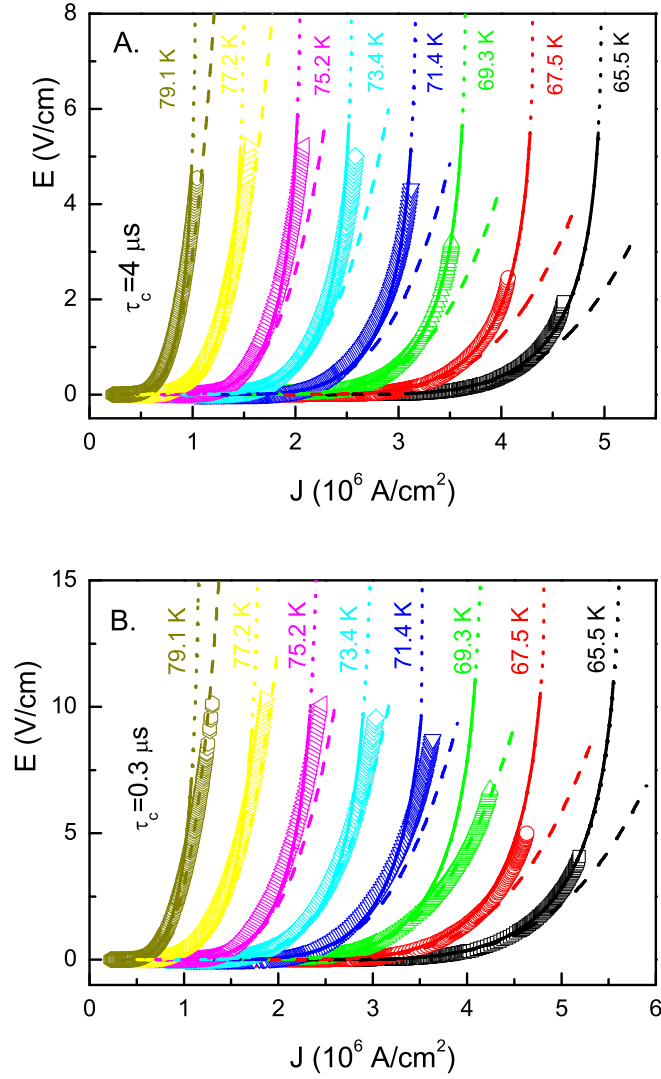 A.
8
6
4
2
0
E (V/cm)
τc=4 μs
79.1 K
77.2 K
75.2 K
73.4 K
71.4 K
69.3 K
67.5 K
65.5 K
0 1 2 3 4 5
J (10⁶ A/cm²)
B.
15
10
5
0
E (V/cm)
τc=0.3 μs
79.1 K
77.2 K
75.2 K
73.4 K
71.4 K
69.3 K
67.5 K
65.5 K
0 1 2 3 4 5 6
J (10⁶ A/cm²)